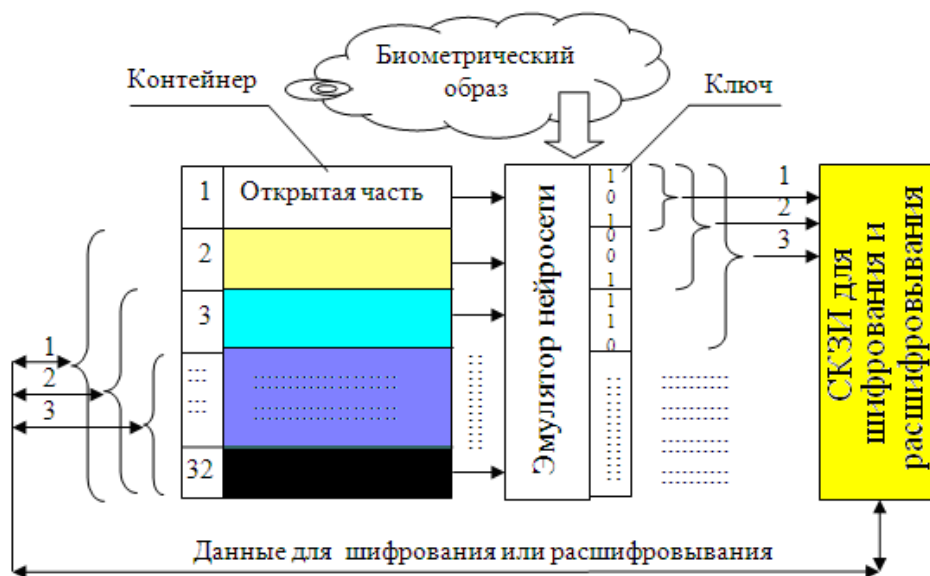 Биометрический
образ
Контейнер
Ключ
1
Открытая часть
2
3
32
Эмулятор нейросети
1
0
1
0
0
1
1
1
0
1
2
3
СКЗИ для
шифрования и
расшифровывания
1
2
3
Данные для шифрования или расшифровывания